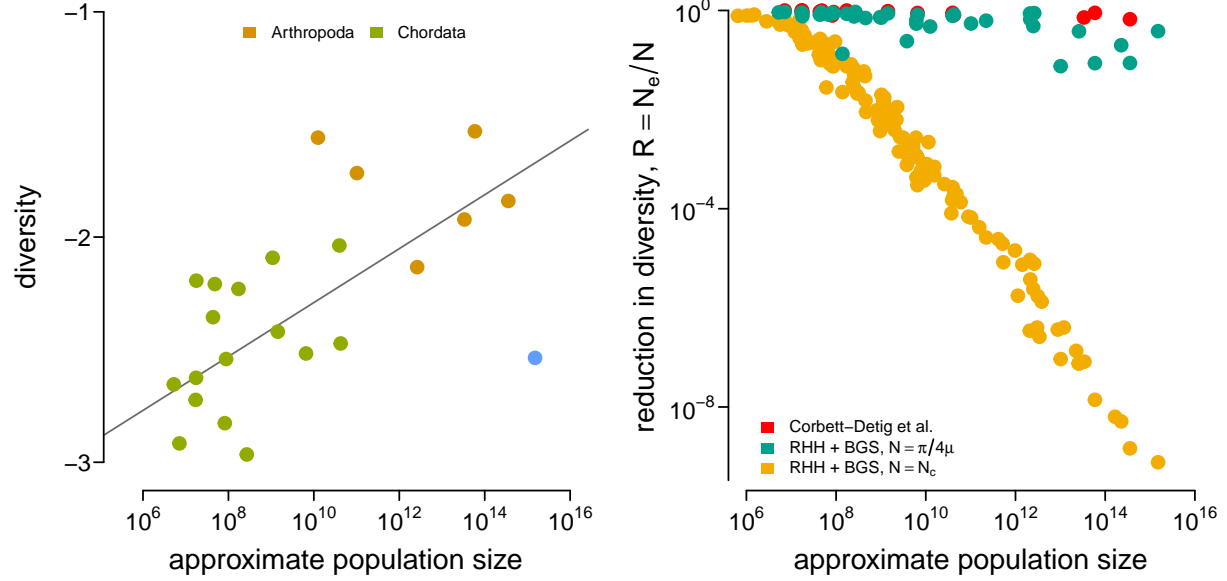 −1
−2
−3
diversity
Arthropoda
Chordata
10^6
10^8
10^10
10^12
10^14
10^16
approximate population size
10^0
10^−4
10^−8
reduction in diversity, R = N_e/N
Corbett−Detig et al.
RHH + BGS, N = π/4μ
RHH + BGS, N = N_c
10^6
10^8
10^10
10^12
10^14
10^16
approximate population size